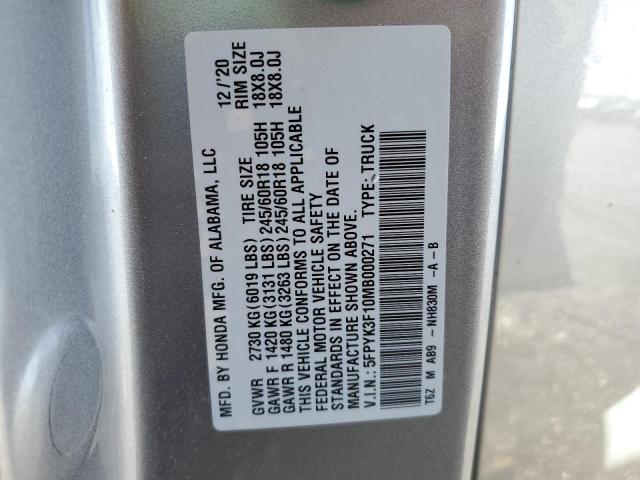 MFD. BY HONDA MFG. OF ALABAMA, LLC 12/'20
GVWR 2730 KG(6019 LBS) TIRE SIZE RIM SIZE
GAWR F 1420 KG(3131 LBS)245/60R18 105H 18X8.0J
GAWR R 1480 KG(3263 LBS)245/60R18 105H 18X8.0J
THIS VEHICLE CONFORMS TO ALL APPLICABLE
FEDERAL MOTOR VEHICLE SAFETY
STANDARDS IN EFFECT ON THE DATE OF
MANUFACTURE SHOWN ABOVE.
V.I.N.: 5FPYK3F10MB000271 TYPE: TRUCK
T6Z M AB9 - NH830M -A -B